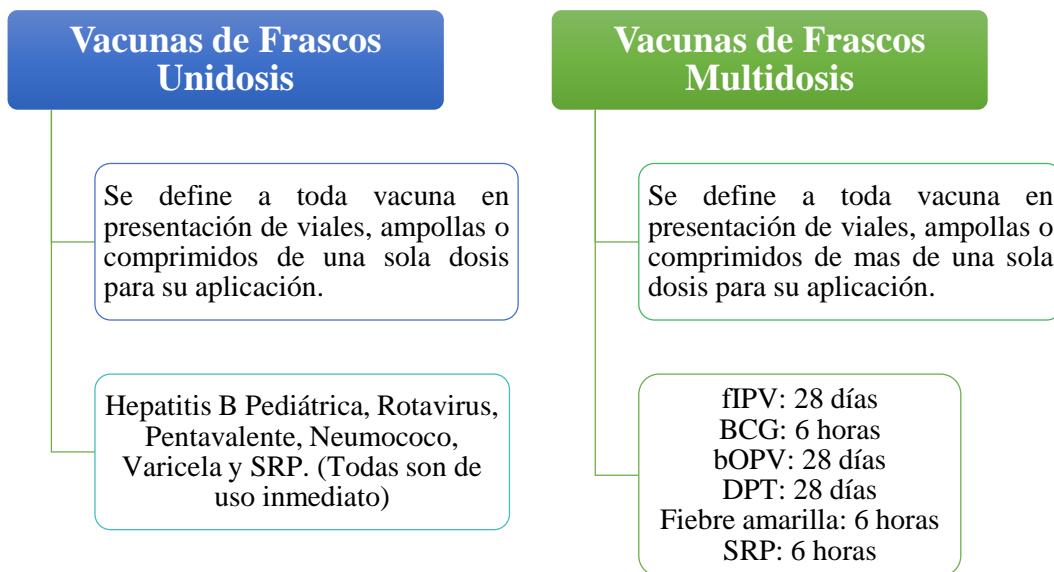 Vacunas de Frascos
Unidosis
Se define a toda vacuna en
presentación de viales, ampollas o
comprimidos de una sola dosis
para su aplicación.
Hepatitis B Pediátrica, Rotavirus,
Pentavalente, Neumococo,
Varicela y SRP. (Todas son de
uso inmediato)
Vacunas de Frascos
Multidosis
Se define a toda vacuna en
presentación de viales, ampollas o
comprimidos de mas de una sola
dosis para su aplicación.
fIPV: 28 días
BCG: 6 horas
bOPV: 28 días
DPT: 28 días
Fiebre amarilla: 6 horas
SRP: 6 horas